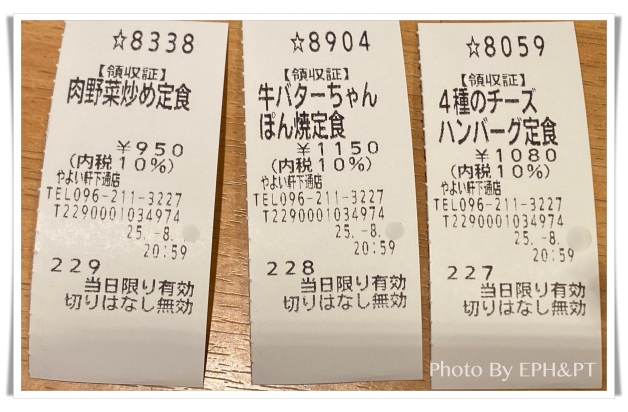 ☆8338
【領収証】
肉野菜炒め定食
￥950
(内税10%)
やよい軒下通店
TEL096-211-3227
T2290001034974
25.-8.
20:59
229
当日限り有効
切りはなし無効
☆8904
【領収証】
牛バターちゃん
ぽん焼定食
￥1150
(内税10%)
やよい軒下通店
TEL096-211-3227
T2290001034974
25.-8.
20:59
228
当日限り有効
切りはなし無効
☆8059
【領収証】
4種のチーズ
ハンバーグ定食
￥1080
(内税10%)
やよい軒下通店
TEL096-211-3227
T2290001034974
25.-8.
20:59
227
当日限り有効
切りはなし無効
Photo By EPH&PT